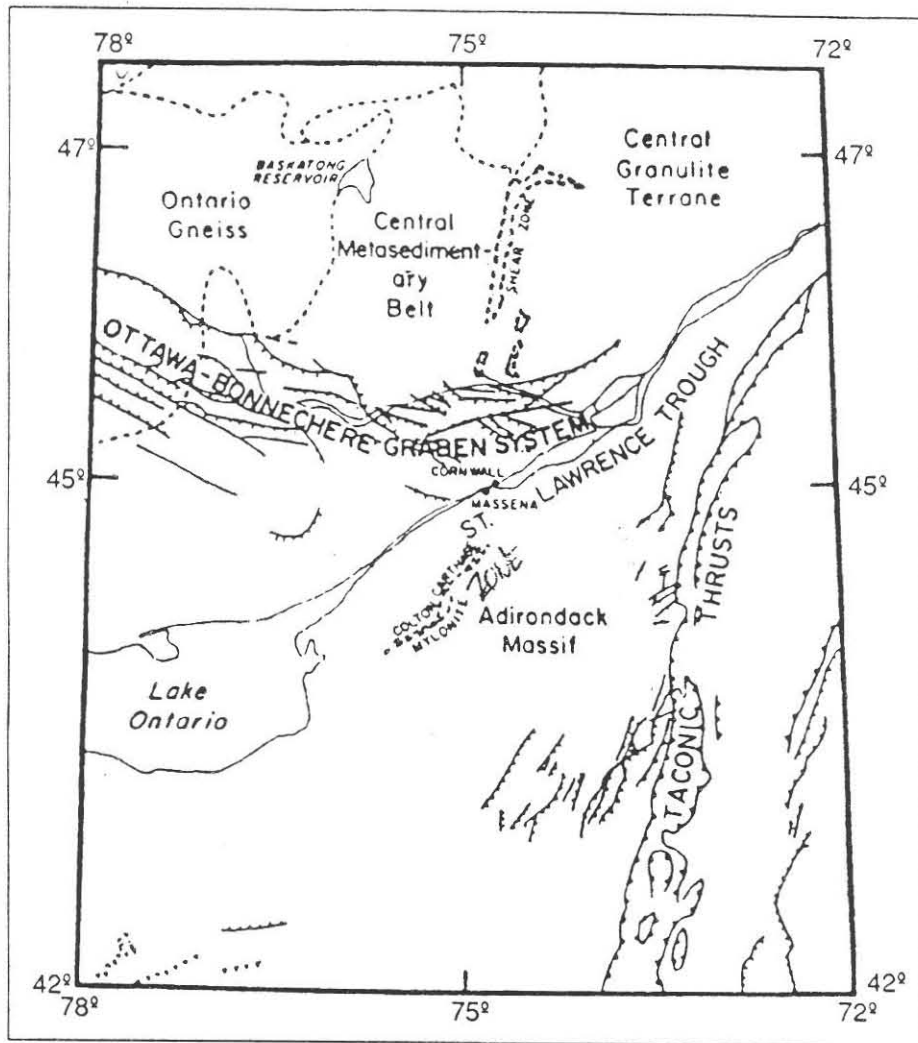 78º
75º
72º
47º
47º
BASKATONG
RESERVOIR
Ontario
Gneiss
Central
Metasediment-
ary
Belt
SHEAR ZONE
Central
Granulite
Terrane
OTTAWA-BONNECHERE GRABEN SYSTEM
ST. LAWRENCE TROUGH
45º
45º
CORNWALL
MASSENA
COLTON CARTHAGE
MYLONITE ZONE
Adirondack
Massif
Lake
Ontario
TACONIC THRUSTS
42º
42º
78º
75º
72º